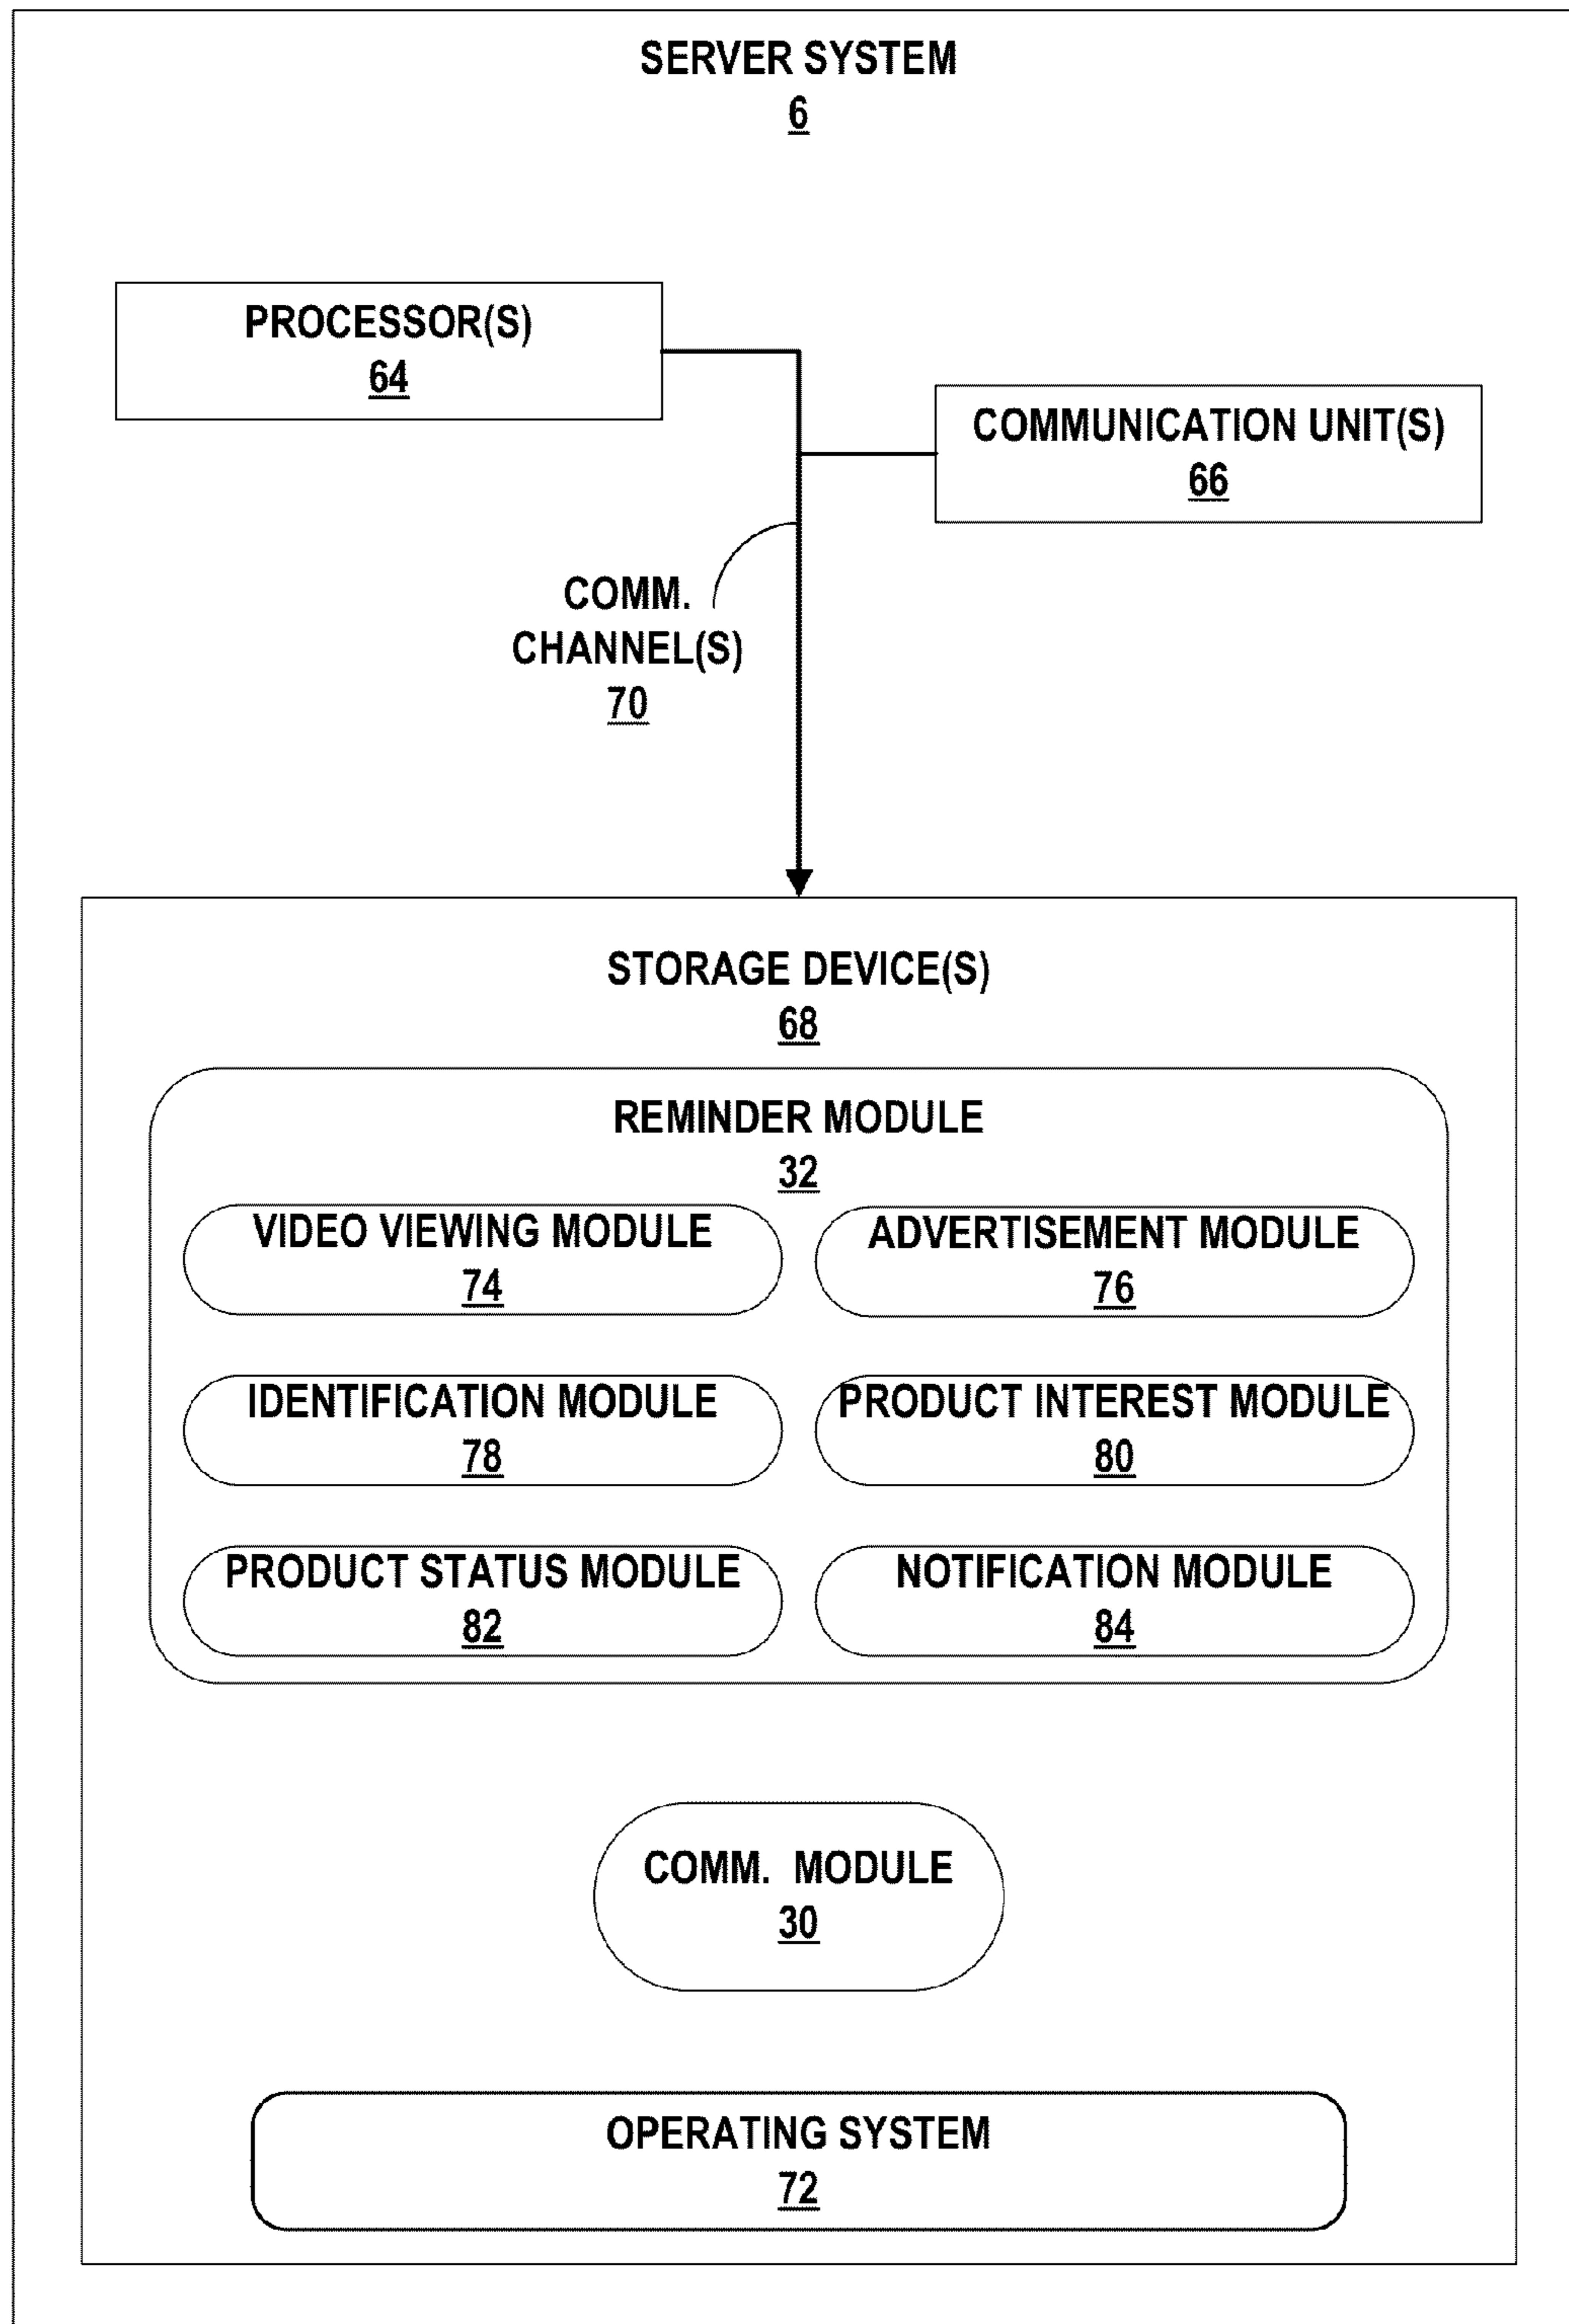 SERVER SYSTEM
6
PROCESSOR(S)
64
COMMUNICATION UNIT(S)
66
COMM.
CHANNEL(S)
70
STORAGE DEVICE(S)
68
REMINDER MODULE
32
VIDEO VIEWING MODULE
74
ADVERTISEMENT MODULE
76
IDENTIFICATION MODULE
78
PRODUCT INTEREST MODULE
80
PRODUCT STATUS MODULE
82
NOTIFICATION MODULE
84
COMM. MODULE
30
OPERATING SYSTEM
72